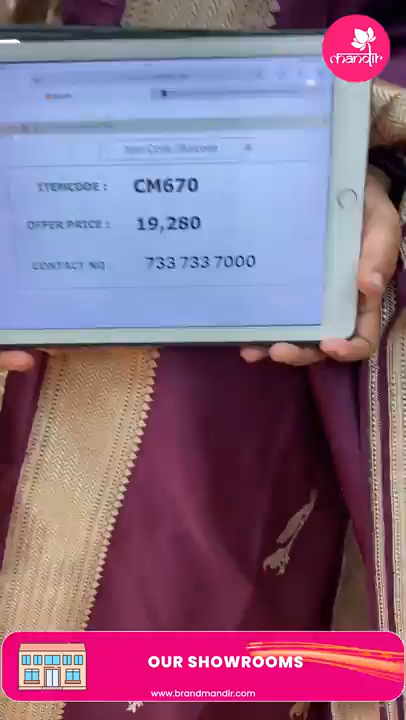 mandir
ITEMCODE : CM670
OFFER PRICE : 19,280
CONTACT NO 733 733 7000
OUR SHOWROOMS
www.brandmandir.com